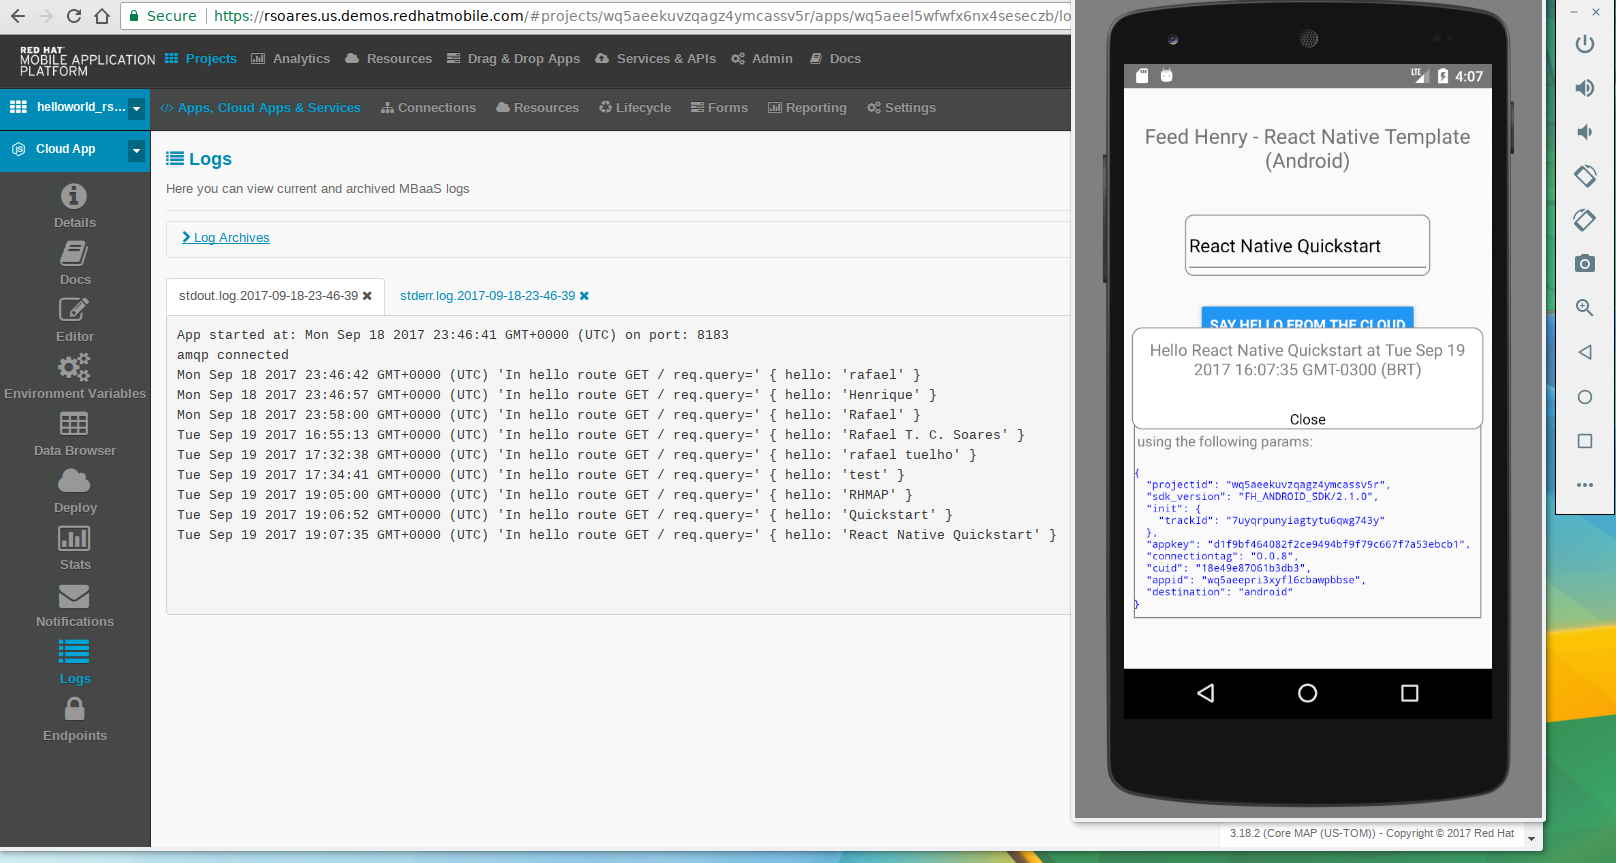 Secure
https://rsoares.us.demos.redhatmobile.com/#projects/wq5aeekuvzqagz4ymcassv5r/apps/wq5aeel5wfwfx6nx4seseczb/lo
RED HAT
MOBILE APPLICATION
PLATFORM
Projects Analytics Resources Drag & Drop Apps Services & APIs Admin Docs
helloworld_rs...
Apps, Cloud Apps & Services Connections Resources Lifecycle Forms Reporting Settings
Cloud App
Details
Docs
Editor
Environment Variables
Data Browser
Deploy
Stats
Notifications
Logs
Endpoints
Logs
Here you can view current and archived MBaaS logs
Log Archives
stdout.log.2017-09-18-23-46-39 stderr.log.2017-09-18-23-46-39
App started at: Mon Sep 18 2017 23:46:41 GMT+0000 (UTC) on port: 8183
amqp connected
Mon Sep 18 2017 23:46:42 GMT+0000 (UTC) 'In hello route GET / req.query=' { hello: 'rafael' }
Mon Sep 18 2017 23:46:57 GMT+0000 (UTC) 'In hello route GET / req.query=' { hello: 'Henrique' }
Mon Sep 18 2017 23:58:00 GMT+0000 (UTC) 'In hello route GET / req.query=' { hello: 'Rafael' }
Tue Sep 19 2017 16:55:13 GMT+0000 (UTC) 'In hello route GET / req.query=' { hello: 'Rafael T. C. Soares' }
Tue Sep 19 2017 17:32:38 GMT+0000 (UTC) 'In hello route GET / req.query=' { hello: 'rafael tuelho' }
Tue Sep 19 2017 17:34:41 GMT+0000 (UTC) 'In hello route GET / req.query=' { hello: 'test' }
Tue Sep 19 2017 19:05:00 GMT+0000 (UTC) 'In hello route GET / req.query=' { hello: 'RHMAP' }
Tue Sep 19 2017 19:06:52 GMT+0000 (UTC) 'In hello route GET / req.query=' { hello: 'Quickstart' }
Tue Sep 19 2017 19:07:35 GMT+0000 (UTC) 'In hello route GET / req.query=' { hello: 'React Native Quickstart' }
LTE 4:07
Feed Henry - React Native Template
(Android)
React Native Quickstart
SAY HELLO FROM THE CLOUD
Hello React Native Quickstart at Tue Sep 19
2017 16:07:35 GMT-0300 (BRT)
Close
using the following params:
{
"projectid": "wq5aeekuvzqagz4ymcassv5r",
"sdk_version": "FH_ANDROID_SDK/2.1.0",
"init": {
"trackId": "7uyqrpunyiagtytu6qwg743y"
},
"appkey": "d1f9bf464082f2ce9494bf9f79c667f7a53ebcb1",
"connectiontag": "0.0.8",
"cuid": "18e49e87061b3db3",
"appid": "wq5aeepri3xyfl6cbawpbbse",
"destination": "android"
}
3.18.2 (Core MAP (US-TOM)) - Copyright © 2017 Red Hat